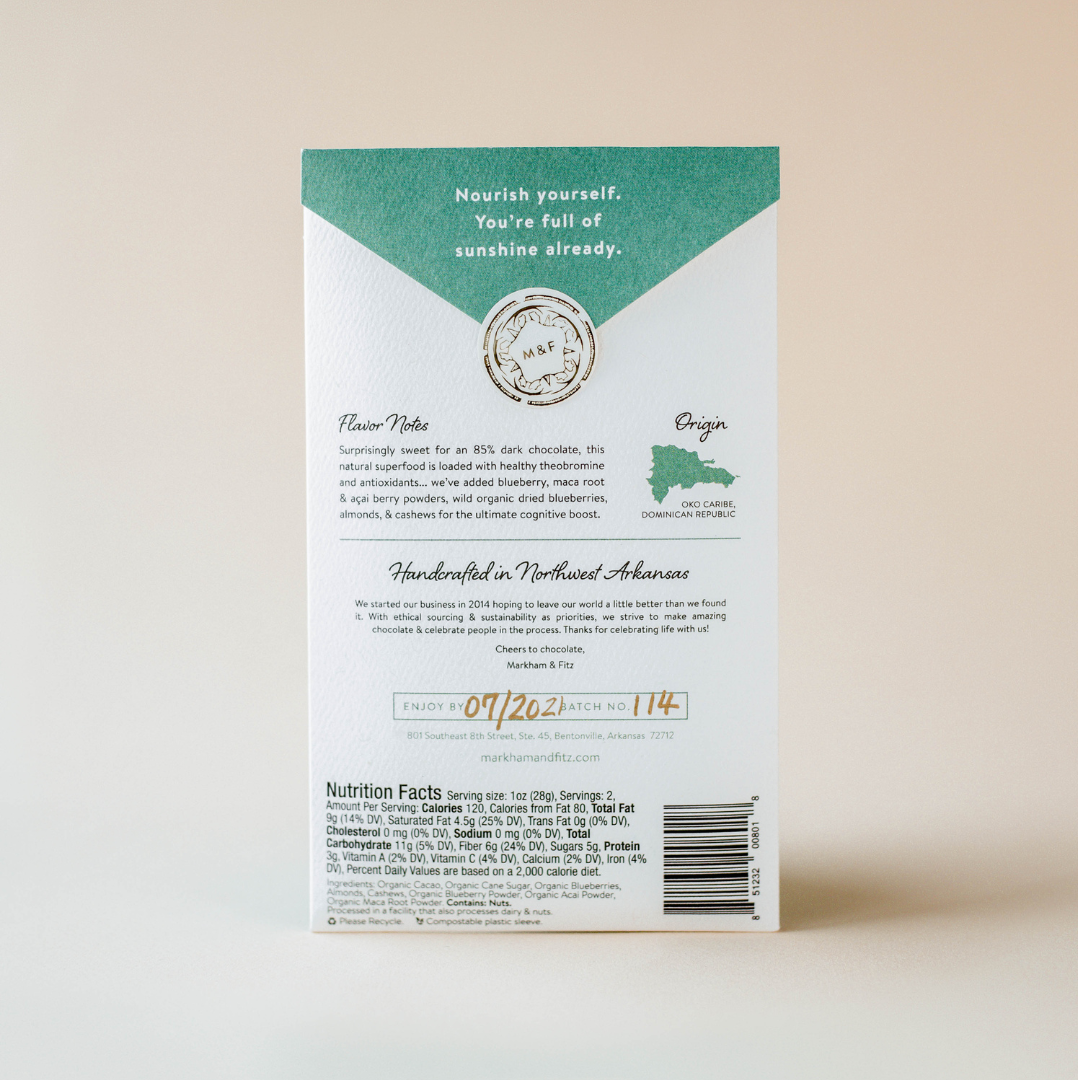 Nourish yourself.
You're full of
sunshine already.
M & F
Flavor Notes
Surprisingly sweet for an 85% dark chocolate, this
natural superfood is loaded with healthy theobromine
and antioxidants... we've added blueberry, maca root
& açai berry powders, wild organic dried blueberries,
almonds, & cashews for the ultimate cognitive boost.
Origin
OKO CARIBE,
DOMINICAN REPUBLIC
Handcrafted in Northwest Arkansas
We started our business in 2014 hoping to leave our world a little better than we found
it. With ethical sourcing & sustainability as priorities, we strive to make amazing
chocolate & celebrate people in the process. Thanks for celebrating life with us!
Cheers to chocolate,
Markham & Fitz
ENJOY BY 07/2021 BATCH NO. 114
801 Southeast 8th Street, Ste. 45, Bentonville, Arkansas 72712
markhamandfitz.com
Nutrition Facts Serving size: 1oz (28g), Servings: 2,
Amount Per Serving: Calories 120, Calories from Fat 80, Total Fat
9g (14% DV), Saturated Fat 4.5g (25% DV), Trans Fat 0g (0% DV),
Cholesterol 0 mg (0% DV), Sodium 0 mg (0% DV), Total
Carbohydrate 11g (5% DV), Fiber 6g (24% DV), Sugars 5g, Protein
3g, Vitamin A (2% DV), Vitamin C (4% DV), Calcium (2% DV), Iron (4%
DV), Percent Daily Values are based on a 2,000 calorie diet.
Ingredients: Organic Cacao, Organic Cane Sugar, Organic Blueberries,
Almonds, Cashews, Organic Blueberry Powder, Organic Acai Powder,
Organic Maca Root Powder. Contains: Nuts.
Processed in a facility that also processes dairy & nuts.
Please Recycle. Compostable plastic sleeve.
8 51232 00801 8